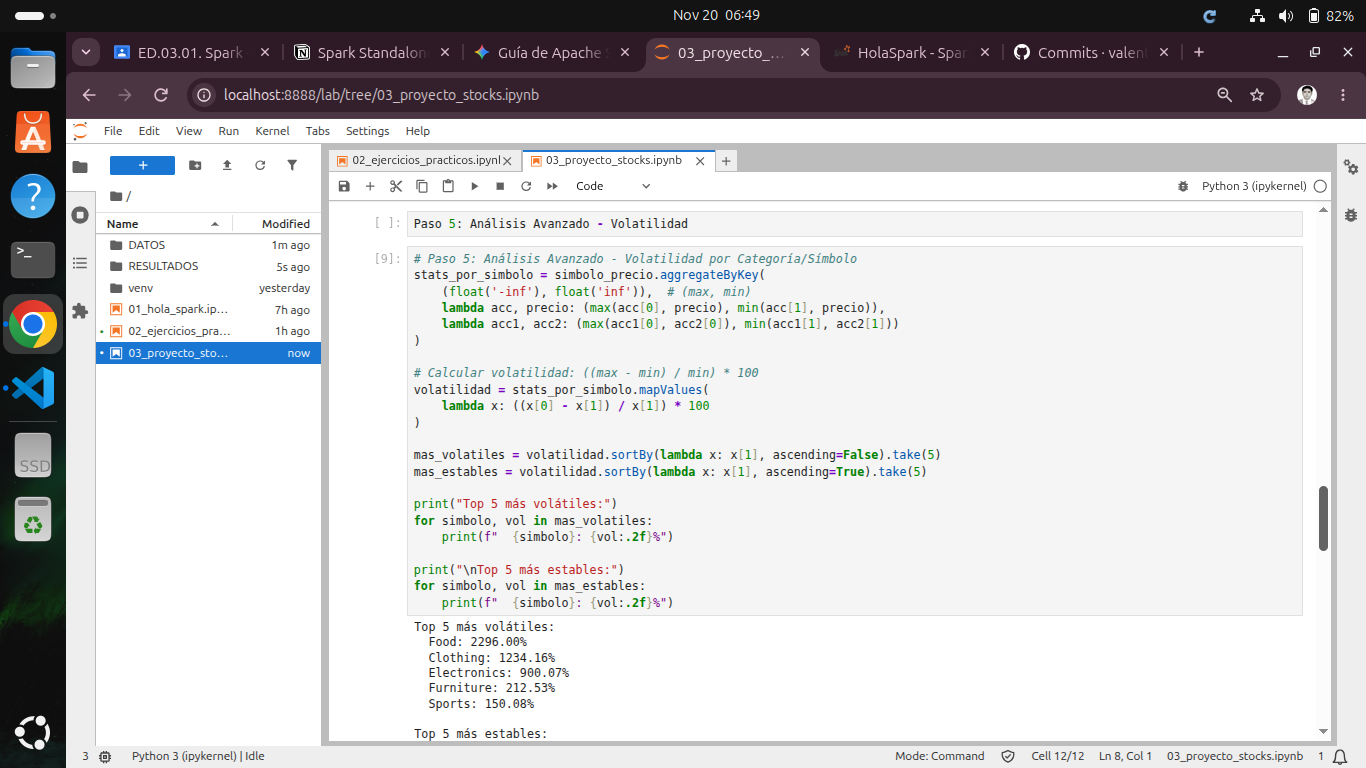 Nov 20 06:49
82%
ED.03.01. Spark
Spark Standalon
Guía de Apache S
03_proyecto_...
HolaSpark - Spar
Commits · valen
localhost:8888/lab/tree/03_proyecto_stocks.ipynb
File Edit View Run Kernel Tabs Settings Help
02_ejercicios_practicos.ipynl
03_proyecto_stocks.ipynb
Code
Python 3 (ipykernel)
/
Name Modified
DATOS 1m ago
RESULTADOS 5s ago
venv yesterday
01_hola_spark.ip... 7h ago
02_ejercicios_pra... 1h ago
03_proyecto_sto... now
SSD
[ ]: Paso 5: Análisis Avanzado - Volatilidad
[9]: # Paso 5: Análisis Avanzado - Volatilidad por Categoría/Símbolo
stats_por_simbolo = simbolo_precio.aggregateByKey(
    (float('-inf'), float('inf')),  # (max, min)
    lambda acc, precio: (max(acc[0], precio), min(acc[1], precio)),
    lambda acc1, acc2: (max(acc1[0], acc2[0]), min(acc1[1], acc2[1]))
)
# Calcular volatilidad: ((max - min) / min) * 100
volatilidad = stats_por_simbolo.mapValues(
    lambda x: ((x[0] - x[1]) / x[1]) * 100
)
mas_volatiles = volatilidad.sortBy(lambda x: x[1], ascending=False).take(5)
mas_estables = volatilidad.sortBy(lambda x: x[1], ascending=True).take(5)
print("Top 5 más volátiles:")
for simbolo, vol in mas_volatiles:
    print(f"  {simbolo}: {vol:.2f}%")
print("\nTop 5 más estables:")
for simbolo, vol in mas_estables:
    print(f"  {simbolo}: {vol:.2f}%")
Top 5 más volátiles:
  Food: 2296.00%
  Clothing: 1234.16%
  Electronics: 900.07%
  Furniture: 212.53%
  Sports: 150.08%
Top 5 más estables:
3 Python 3 (ipykernel) | Idle
Mode: Command Cell 12/12 Ln 8, Col 1 03_proyecto_stocks.ipynb 1